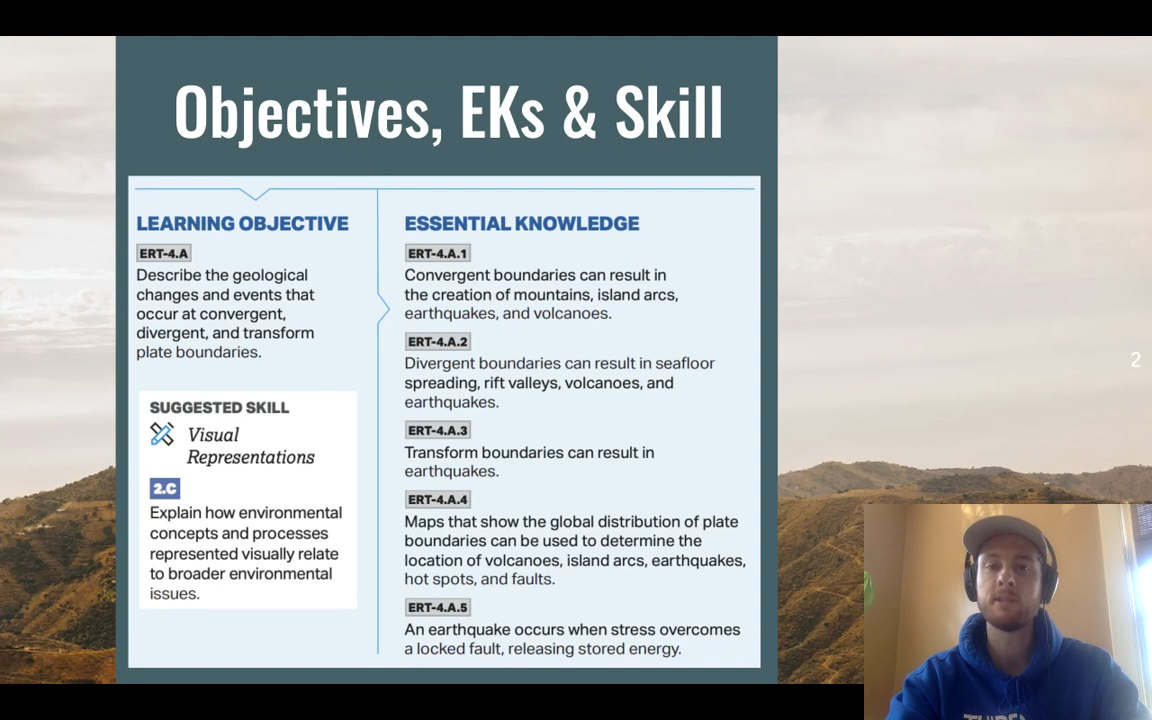 Objectives, EKs & Skill
LEARNING OBJECTIVE
ERT-4.A
Describe the geological
changes and events that
occur at convergent,
divergent, and transform
plate boundaries.
SUGGESTED SKILL
Visual
Representations
2.C
Explain how environmental
concepts and processes
represented visually relate
to broader environmental
issues.
ESSENTIAL KNOWLEDGE
ERT-4.A.1
Convergent boundaries can result in
the creation of mountains, island arcs,
earthquakes, and volcanoes.
ERT-4.A.2
Divergent boundaries can result in seafloor
spreading, rift valleys, volcanoes, and
earthquakes.
ERT-4.A.3
Transform boundaries can result in
earthquakes.
ERT-4.A.4
Maps that show the global distribution of plate
boundaries can be used to determine the
location of volcanoes, island arcs, earthquakes,
hot spots, and faults.
ERT-4.A.5
An earthquake occurs when stress overcomes
a locked fault, releasing stored energy.
2